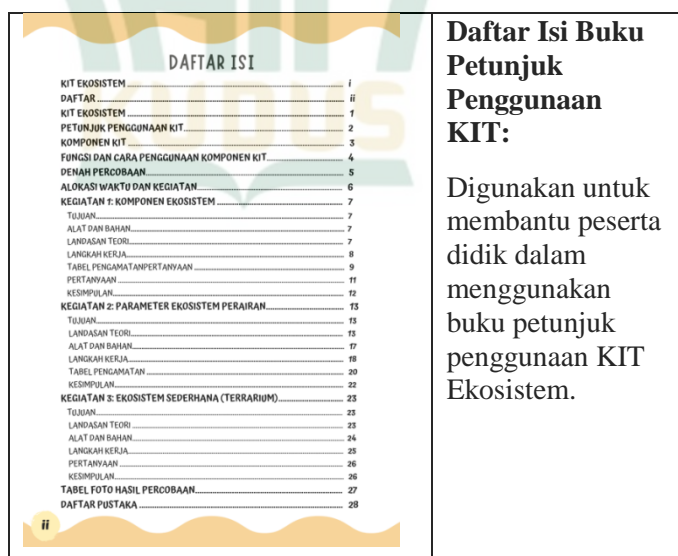 DAFTAR ISI
KIT EKOSISTEM i
DAFTAR ii
KIT EKOSISTEM 1
PETUNJUK PENGGUNAAN KIT 2
KOMPONEN KIT 3
FUNGSI DAN CARA PENGGUNAAN KOMPONEN KIT 4
DENAH PERCOBAAN 5
ALOKASI WAKTU DAN KEGIATAN 6
KEGIATAN 1: KOMPONEN EKOSISTEM 7
TUJUAN 7
ALAT DAN BAHAN 7
LANDASAN TEORI 7
LANGKAH KERJA 8
TABEL PENGAMATANPERTANYAAN 9
PERTANYAAN 11
KESIMPULAN 12
KEGIATAN 2: PARAMETER EKOSISTEM PERAIRAN 13
TUJUAN 13
LANDASAN TEORI 13
ALAT DAN BAHAN 17
LANGKAH KERJA 18
TABEL PENGAMATAN 20
KESIMPULAN 22
KEGIATAN 3: EKOSISTEM SEDERHANA (TERRARIUM) 23
TUJUAN 23
LANDASAN TEORI 23
ALAT DAN BAHAN 24
LANGKAH KERJA 25
PERTANYAAN 26
KESIMPULAN 26
TABEL FOTO HASIL PERCOBAAN 27
DAFTAR PUSTAKA 28
ii
Daftar Isi Buku
Petunjuk
Penggunaan
KIT:
Digunakan untuk
membantu peserta
didik dalam
menggunakan
buku petunjuk
penggunaan KIT
Ekosistem.
KUDUS